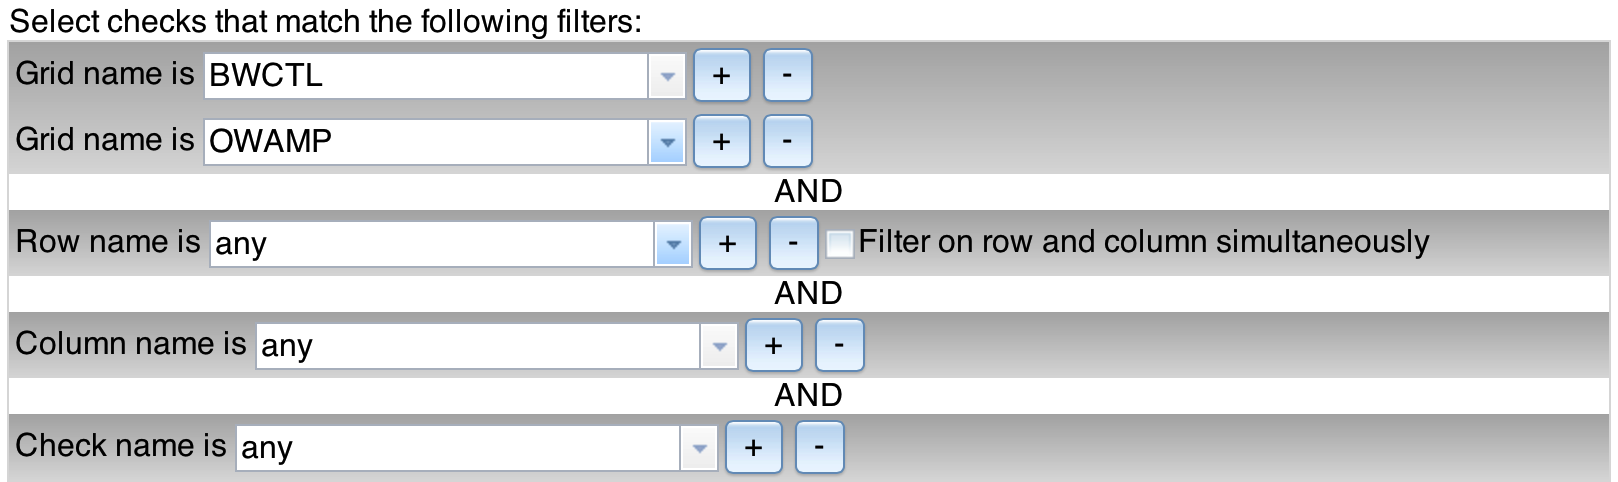 Select checks that match the following filters:
Grid name is BWCTL + -
Grid name is OWAMP + -
AND
Row name is any + - Filter on row and column simultaneously
AND
Column name is any + -
AND
Check name is any + -